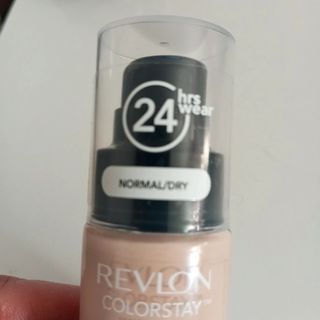 24 hrs wear
NORMAL/DRY
REVLON
COLORSTAY™